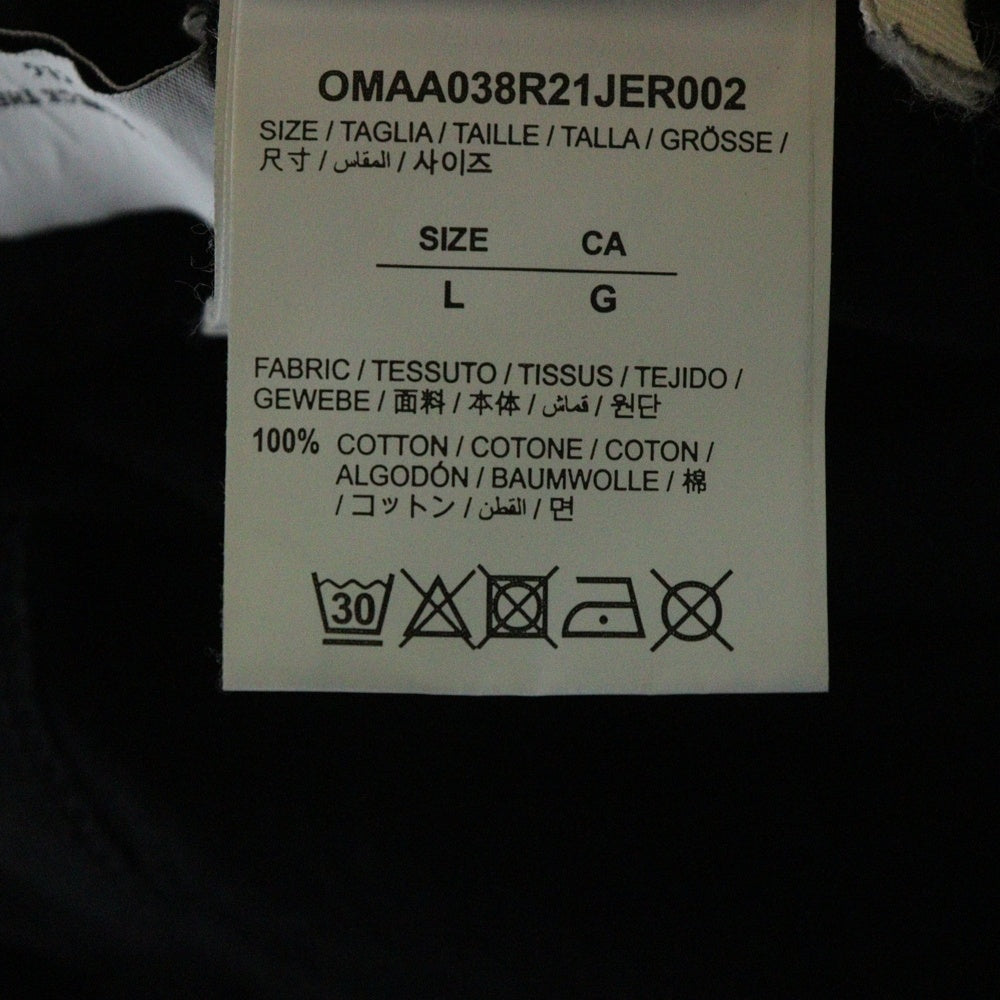 OMAA038R21JER002
SIZE / TAGLIA / TAILLE / TALLA / GRÖSSE /
尺寸 / المقاس / 사이즈
SIZE CA
L G
FABRIC / TESSUTO / TISSUS / TEJIDO /
GEWEBE / 面料 / 本体 / قماش / 원단
100% COTTON / COTONE / COTON /
ALGODÓN / BAUMWOLLE / 棉
/ コットン / القطن / 면
30